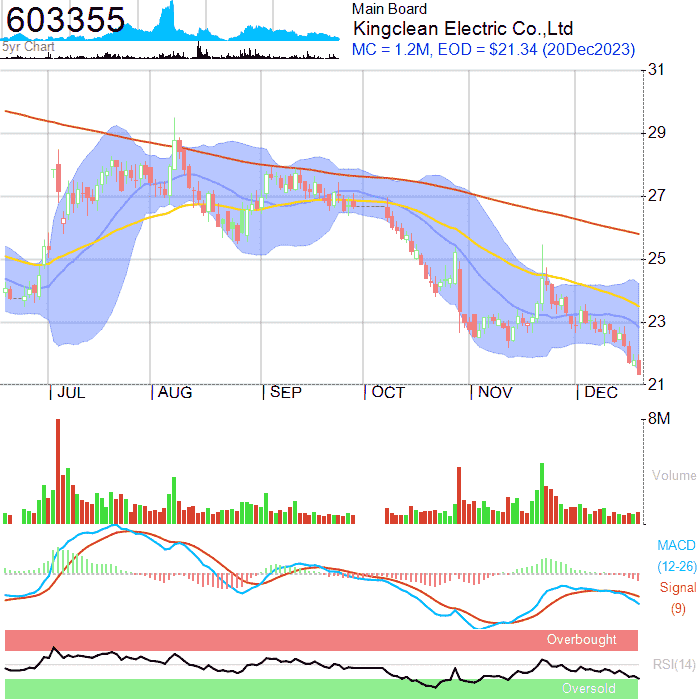 603355
5yr Chart
Main Board
Kingclean Electric Co.,Ltd
MC = 1.2M, EOD = $21.34 (20Dec2023)
31
29
27
25
23
21
JUL AUG SEP OCT NOV DEC
8M
Volume
MACD
(12-26)
Signal
(9)
Overbought
RSI(14)
Oversold